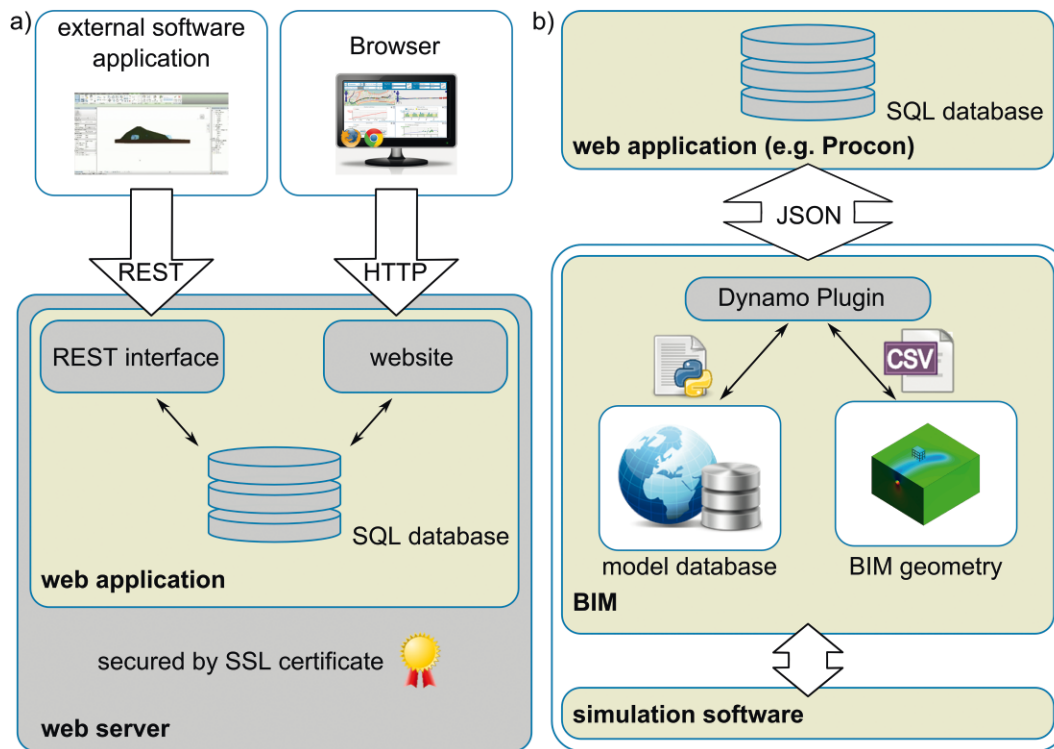 a)
external software
application
Browser
REST
HTTP
REST interface
website
SQL database
web application
secured by SSL certificate
web server
b)
SQL database
web application (e.g. Procon)
JSON
Dynamo Plugin
CSV
model database
BIM geometry
BIM
simulation software